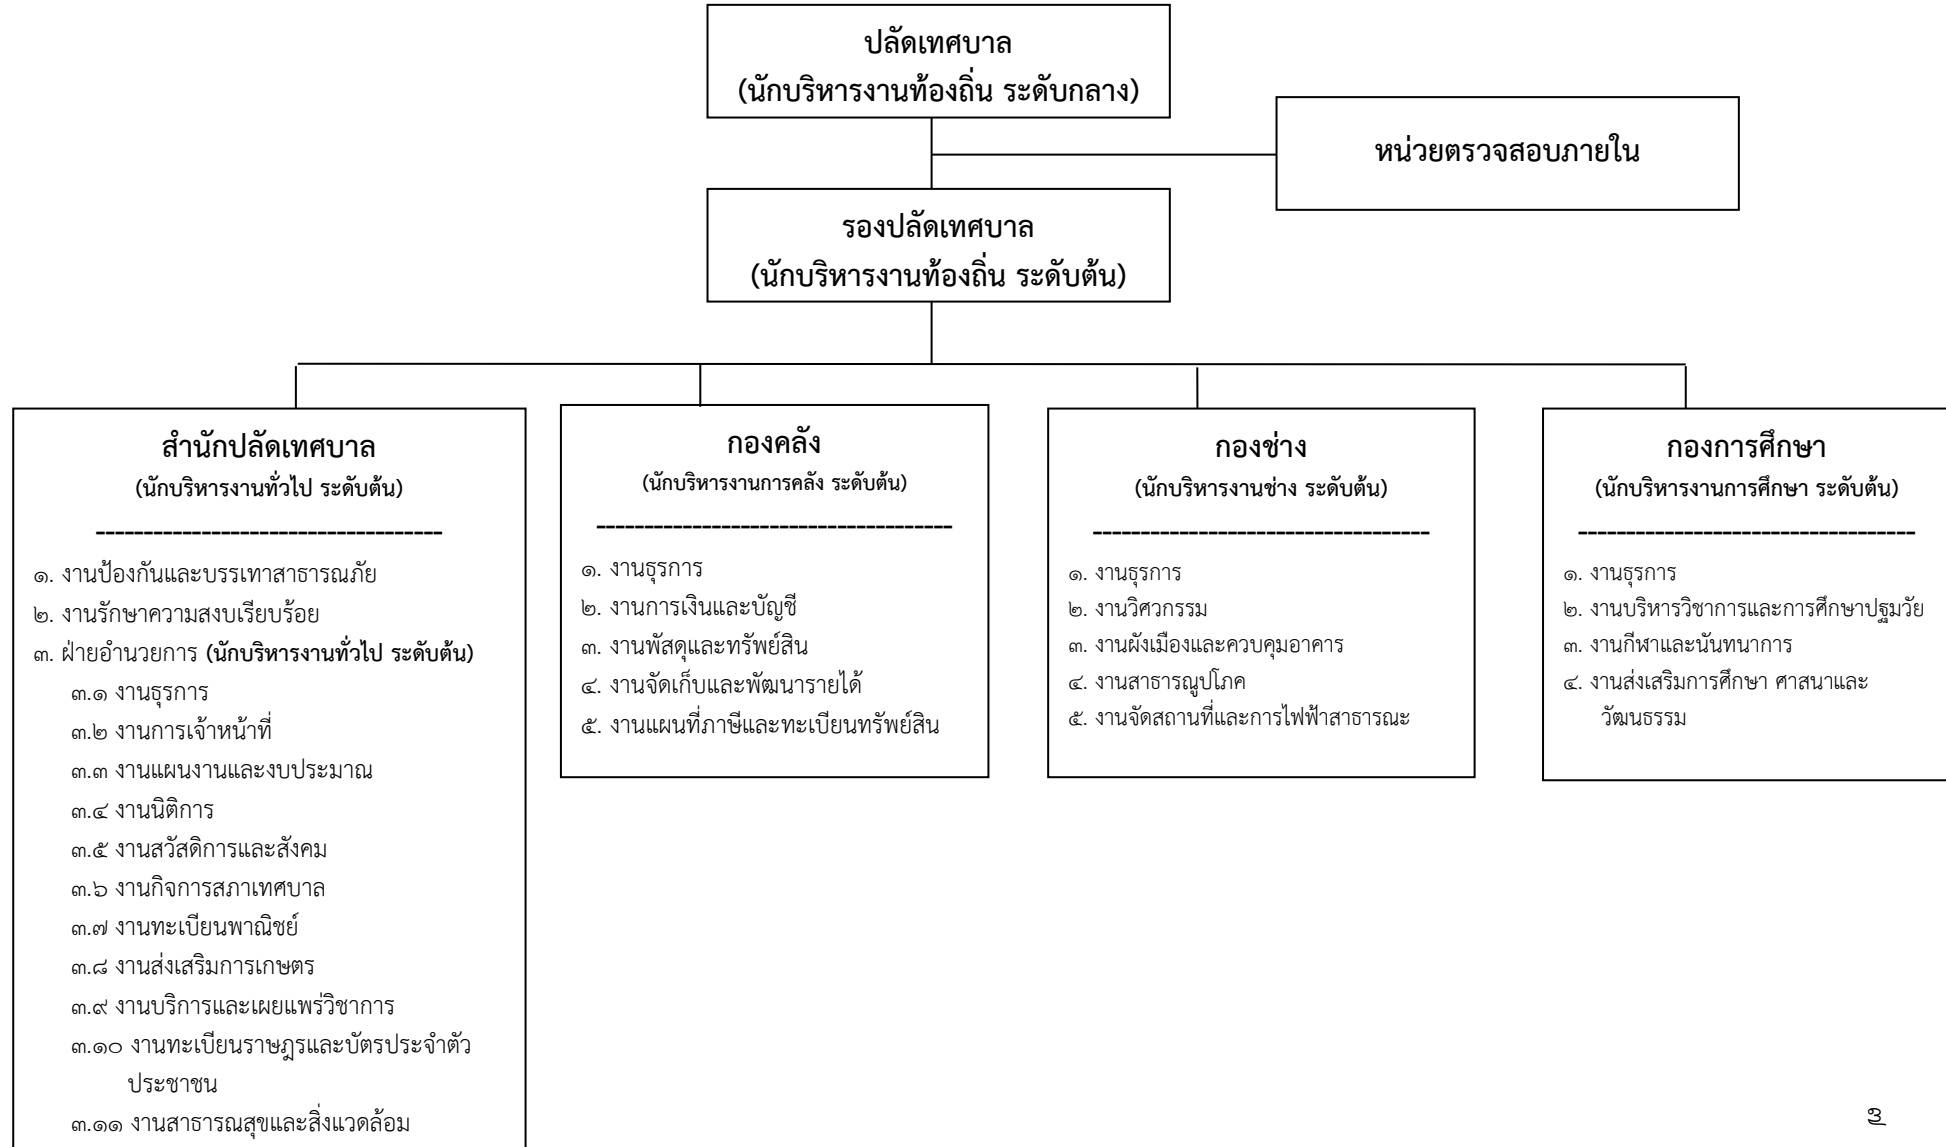 ปลัดเทศบาล
(นักบริหารงานท้องถิ่น ระดับกลาง)
หน่วยตรวจสอบภายใน
รองปลัดเทศบาล
(นักบริหารงานท้องถิ่น ระดับต้น)
สำนักปลัดเทศบาล
(นักบริหารงานทั่วไป ระดับต้น)
------------------------------------
๑. งานป้องกันและบรรเทาสาธารณภัย
๒. งานรักษาความสงบเรียบร้อย
๓. ฝ่ายอำนวยการ (นักบริหารงานทั่วไป ระดับต้น)
๓.๑ งานธุรการ
๓.๒ งานการเจ้าหน้าที่
๓.๓ งานแผนงานและงบประมาณ
๓.๔ งานนิติการ
๓.๕ งานสวัสดิการและสังคม
๓.๖ งานกิจการสภาเทศบาล
๓.๗ งานทะเบียนพาณิชย์
๓.๘ งานส่งเสริมการเกษตร
๓.๙ งานบริการและเผยแพร่วิชาการ
๓.๑๐ งานทะเบียนราษฎรและบัตรประจำตัว
ประชาชน
๓.๑๑ งานสาธารณสุขและสิ่งแวดล้อม
กองคลัง
(นักบริหารงานการคลัง ระดับต้น)
-------------------------------------
๑. งานธุรการ
๒. งานการเงินและบัญชี
๓. งานพัสดุและทรัพย์สิน
๔. งานจัดเก็บและพัฒนารายได้
๕. งานแผนที่ภาษีและทะเบียนทรัพย์สิน
กองช่าง
(นักบริหารงานช่าง ระดับต้น)
-----------------------------------
๑. งานธุรการ
๒. งานวิศวกรรม
๓. งานผังเมืองและควบคุมอาคาร
๔. งานสาธารณูปโภค
๕. งานจัดสถานที่และการไฟฟ้าสาธารณะ
กองการศึกษา
(นักบริหารงานการศึกษา ระดับต้น)
-----------------------------------
๑. งานธุรการ
๒. งานบริหารวิชาการและการศึกษาปฐมวัย
๓. งานกีฬาและนันทนาการ
๔. งานส่งเสริมการศึกษา ศาสนาและ
วัฒนธรรม